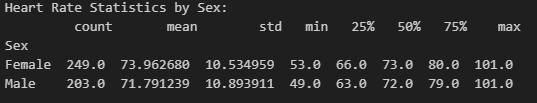 Heart Rate Statistics by Sex:
count mean std min 25% 50% 75% max
Sex
Female 249.0 73.962680 10.534959 53.0 66.0 73.0 80.0 101.0
Male 203.0 71.791239 10.893911 49.0 63.0 72.0 79.0 101.0